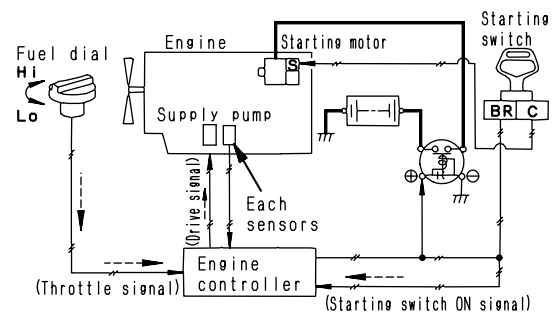 Fuel dial
Hi
Lo
Engine
Starting motor
S
Starting
switch
BR C
Supply pump
Each
sensors
(Drive signal)
Engine
controller
(Throttle signal)
(Starting switch ON signal)